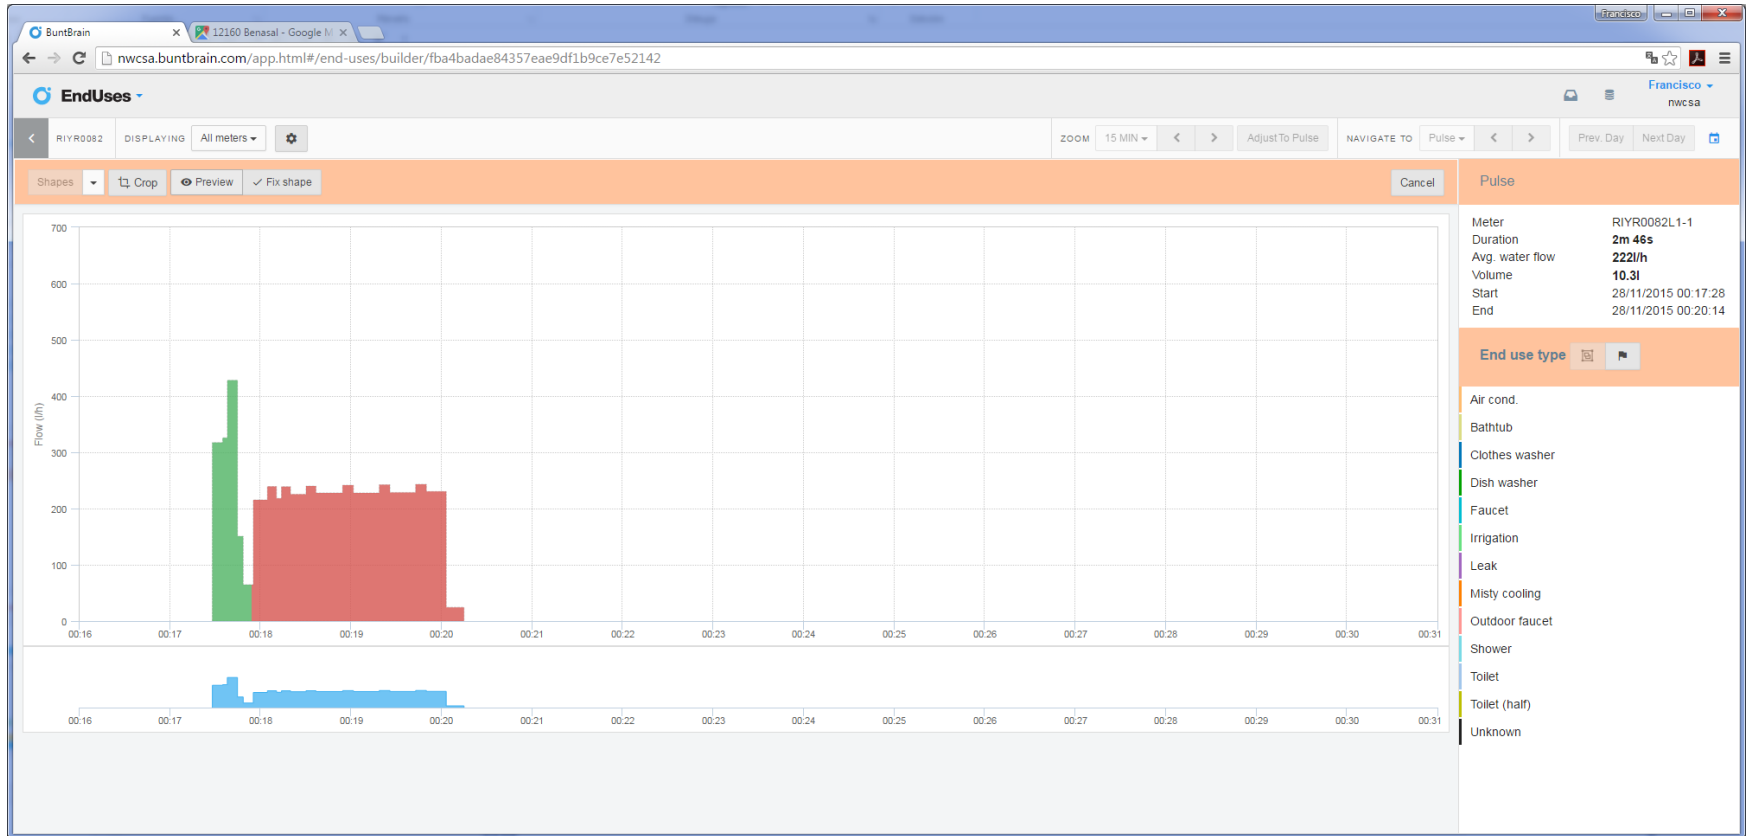 Francisco
BuntBrain
12160 Benasal - Google M
nwcsa.buntbrain.com/app.html#/end-uses/builder/fba4badae84357eae9df1b9ce7e52142
EndUses
Francisco
nwcsa
RIYR0082 DISPLAYING All meters ZOOM 15 MIN Adjust To Pulse NAVIGATE TO Pulse Prev. Day Next Day
Shapes Crop Preview Fix shape Cancel
Pulse
Meter RIYR0082L1-1
Duration 2m 46s
Avg. water flow 222l/h
Volume 10.3l
Start 28/11/2015 00:17:28
End 28/11/2015 00:20:14
End use type
Air cond.
Bathtub
Clothes washer
Dish washer
Faucet
Irrigation
Leak
Misty cooling
Outdoor faucet
Shower
Toilet
Toilet (half)
Unknown
700
600
500
400
300
200
100
0
Flow (l/h)
00:16 00:17 00:18 00:19 00:20 00:21 00:22 00:23 00:24 00:25 00:26 00:27 00:28 00:29 00:30 00:31
00:16 00:17 00:18 00:19 00:20 00:21 00:22 00:23 00:24 00:25 00:26 00:27 00:28 00:29 00:30 00:31